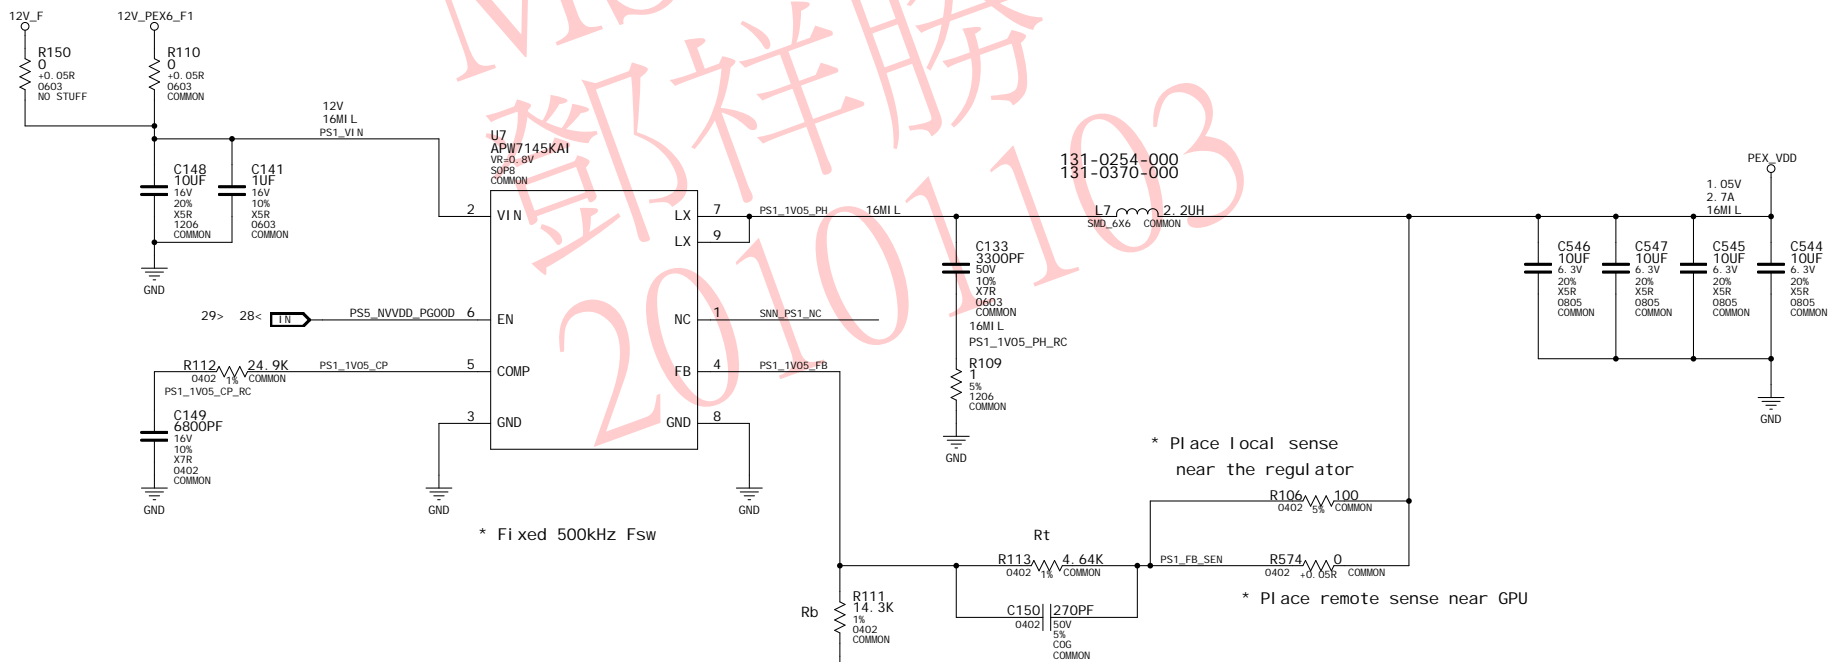 12V_F
12V_PEX6_F1
R150
0
+0.05R
0603
NO STUFF
R110
0
+0.05R
0603
COMMON
12V
16MIL
PS1_VIN
C148
10UF
16V
20%
X5R
1206
COMMON
C141
1UF
16V
10%
X5R
0603
COMMON
GND
U7
APW7145KAI
VR=0.8V
SOP8
COMMON
2 VIN
LX 7
LX 9
6 EN
NC 1
5 COMP
FB 4
3 GND
GND 8
PS1_1V05_PH
16MIL
29> 28< IN
PS5_NVVDD_PGOOD
SNN_PS1_NC
R112 24.9K
0402 1% COMMON
PS1_1V05_CP
PS1_1V05_CP_RC
PS1_1V05_FB
C149
6800PF
16V
10%
X7R
0402
COMMON
GND
GND
GND
* Fixed 500kHz Fsw
131-0254-000
131-0370-000
L7 2.2UH
SMD_6X6 COMMON
C133
3300PF
50V
10%
X7R
0603
COMMON
16MIL
PS1_1V05_PH_RC
R109
1
5%
1206
COMMON
GND
PEX_VDD
1.05V
2.7A
16MIL
C546
10UF
6.3V
20%
X5R
0805
COMMON
C547
10UF
6.3V
20%
X5R
0805
COMMON
C545
10UF
6.3V
20%
X5R
0805
COMMON
C544
10UF
6.3V
20%
X5R
0805
COMMON
GND
* Place local sense
near the regulator
R106 100
0402 5% COMMON
Rt
R113 4.64K
0402 1% COMMON
PS1_FB_SEN
R574 0
0402 +0.05R COMMON
* Place remote sense near GPU
C150 270PF
0402 50V
5%
COG
COMMON
Rb
R111
14.3K
1%
0402
COMMON
鄧祥勝
20101103